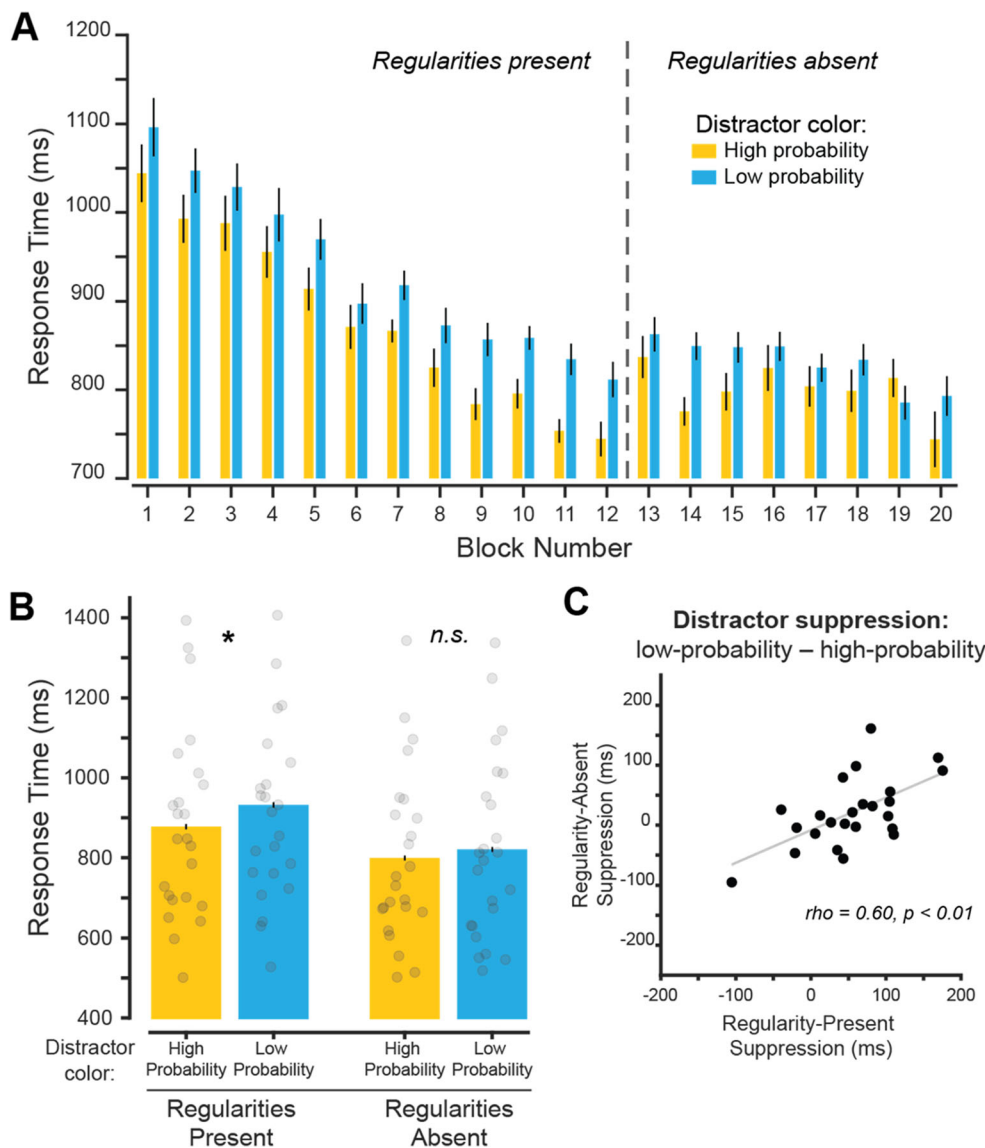 A
1200
1100
1000
900
800
700
Response Time (ms)
Regularities present
Regularities absent
Distractor color:
High probability
Low probability
1 2 3 4 5 6 7 8 9 10 11 12 13 14 15 16 17 18 19 20
Block Number
B
1400
1200
1000
800
600
400
Response Time (ms)
*
n.s.
Distractor
color:
High
Probability
Low
Probability
High
Probability
Low
Probability
Regularities
Present
Regularities
Absent
C
Distractor suppression:
low-probability – high-probability
200
100
0
-100
-200
Regularity-Absent
Suppression (ms)
rho = 0.60, p < 0.01
-200 -100 0 100 200
Regularity-Present
Suppression (ms)